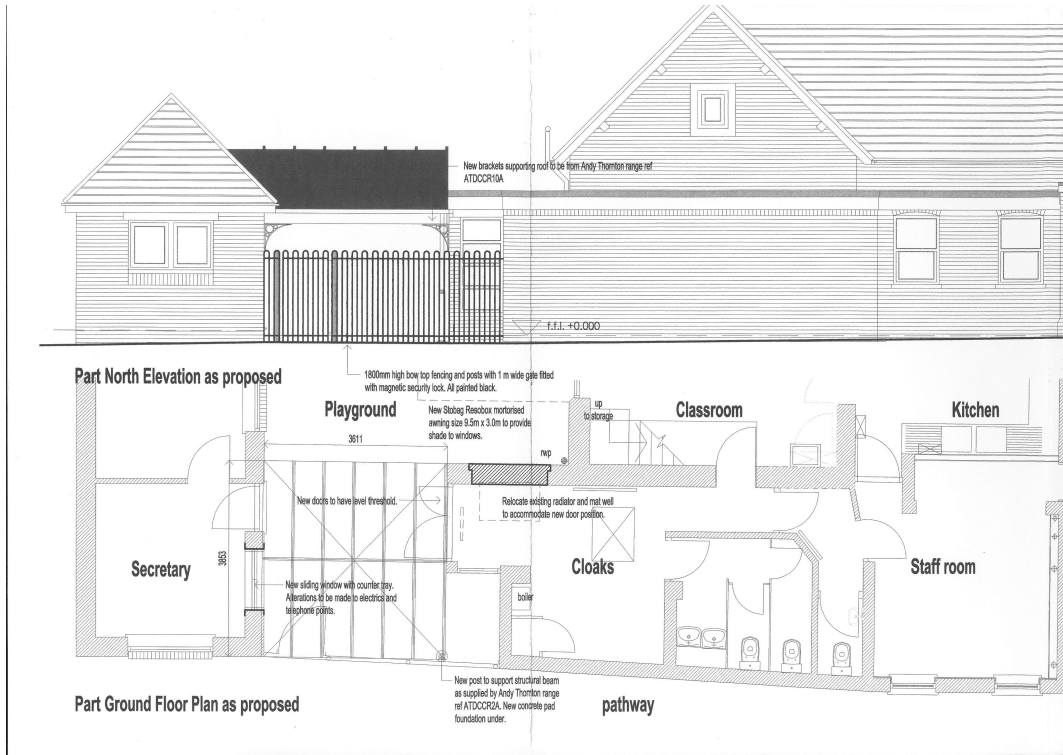 New brackets supporting roof to be from Andy Thornton range ref
ATDCCR10A
f.f.l. +0.000
Part North Elevation as proposed
1800mm high bow top fencing and posts with 1 m wide gate fitted
with magnetic security lock. All painted black.
Playground
New Stobag Resobox mortorised
awning size 9.5m x 3.0m to provide
shade to windows.
up
to storage
Classroom
Kitchen
3611
rwp
New doors to have level threshold.
Relocate existing radiator and mat well
to accommodate new door position.
3853
Secretary
New sliding window with counter tray.
Alterations to be made to electrics and
telephone points.
boiler
Cloaks
Staff room
New post to support structural beam
as supplied by Andy Thornton range
ref ATDCCR2A. New concrete pad
foundation under.
Part Ground Floor Plan as proposed
pathway